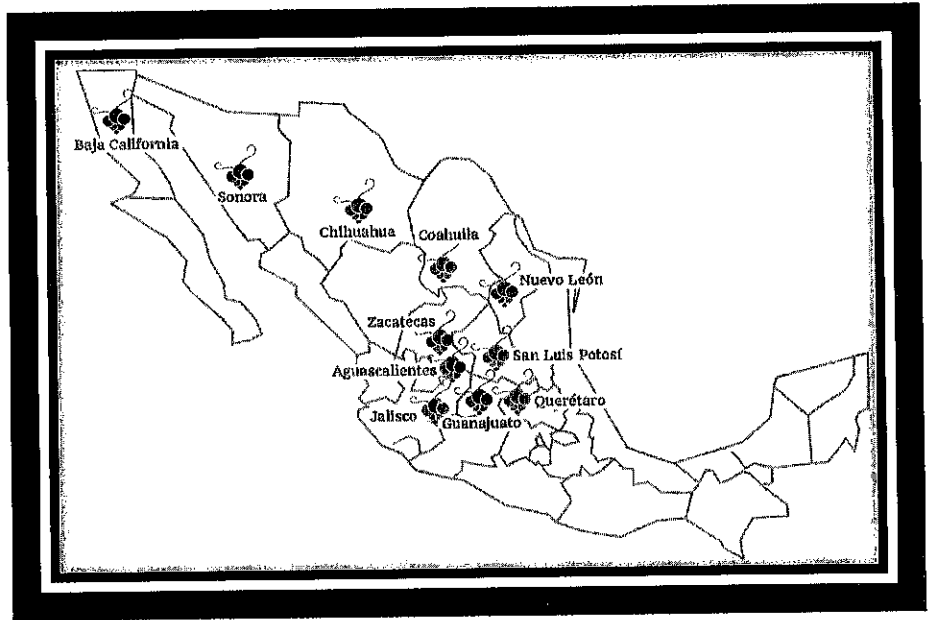 Baja California
Sonora
Chihuahua
Coahuila
Nuevo León
Zacatecas
San Luis Potosí
Aguascalientes
Querétaro
Jalisco
Guanajuato